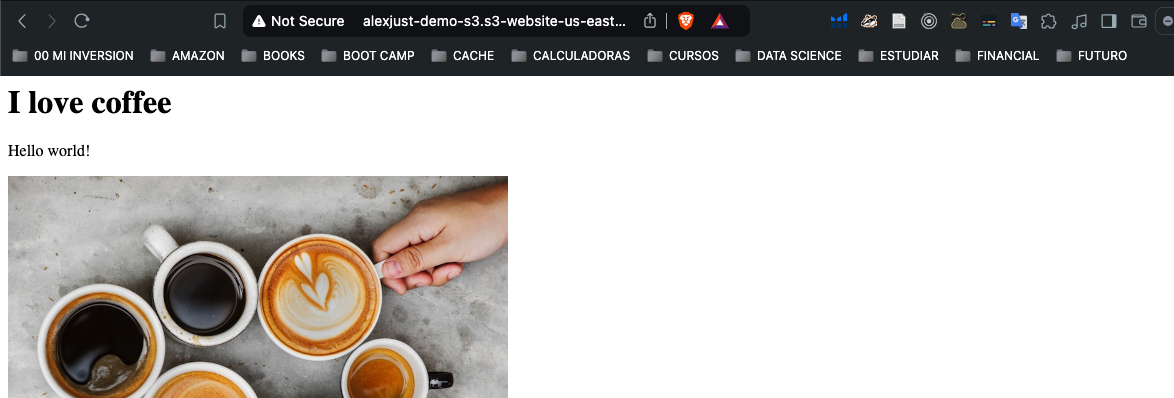 Not Secure alexjust-demo-s3.s3-website-us-east...
00 MI INVERSION AMAZON BOOKS BOOT CAMP CACHE CALCULADORAS CURSOS DATA SCIENCE ESTUDIAR FINANCIAL FUTURO
I love coffee
Hello world!